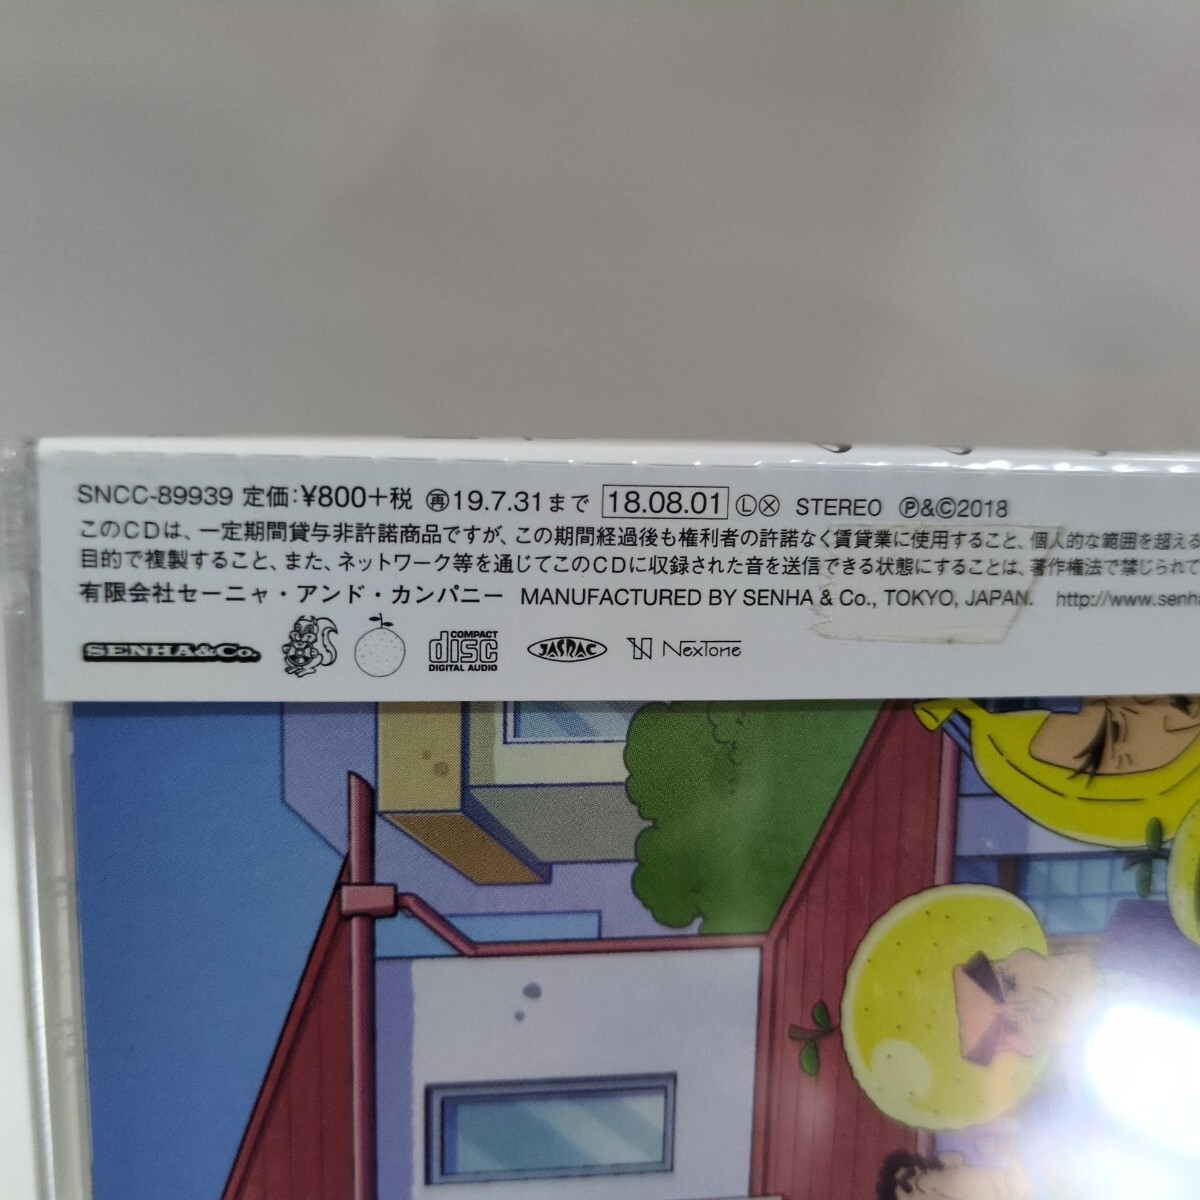 SNCC-89939 定価:¥800+税 再19.7.31まで 18.08.01 Ⓛ Ⓧ STEREO Ⓟ&Ⓒ2018
このCDは、一定期間貸与非許諾商品ですが、この期間経過後も権利者の許諾なく賃貸業に使用すること、個人的な範囲を超える
目的で複製すること、また、ネットワーク等を通じてこのCDに収録された音を送信できる状態にすることは、著作権法で禁じられて
有限会社セーニャ・アンド・カンパニー MANUFACTURED BY SENHA & Co., TOKYO, JAPAN. http://www.senha
SENHA&Co. COMPACT disc DIGITAL AUDIO JASRAC NexTone